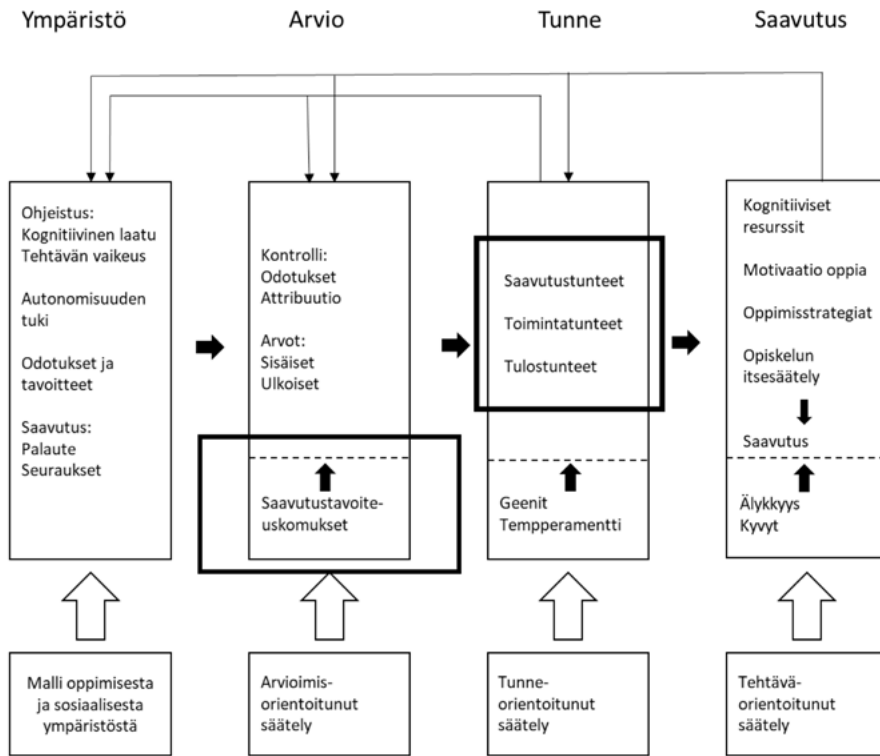 Ympäristö
Arvio
Tunne
Saavutus
Ohjeistus:
Kognitiivinen laatu
Tehtävän vaikeus
Autonomisuuden
tuki
Odotukset ja
tavoitteet
Saavutus:
Palaute
Seuraukset
Kontrolli:
Odotukset
Attribuutio
Arvot:
Sisäiset
Ulkoiset
Saavutustavoite-
uskomukset
Saavutustunteet
Toimintatunteet
Tulostunteet
Geenit
Tempperamentti
Kognitiiviset
resurssit
Motivaatio oppia
Oppimisstrategiat
Opiskelun
itsesäätely
Saavutus
Älykkyys
Kyvyt
Malli oppimisesta
ja sosiaalisesta
ympäristöstä
Arvioimis-
orientoitunut
säätely
Tunne-
orientoitunut
säätely
Tehtävä-
orientoitunut
säätely